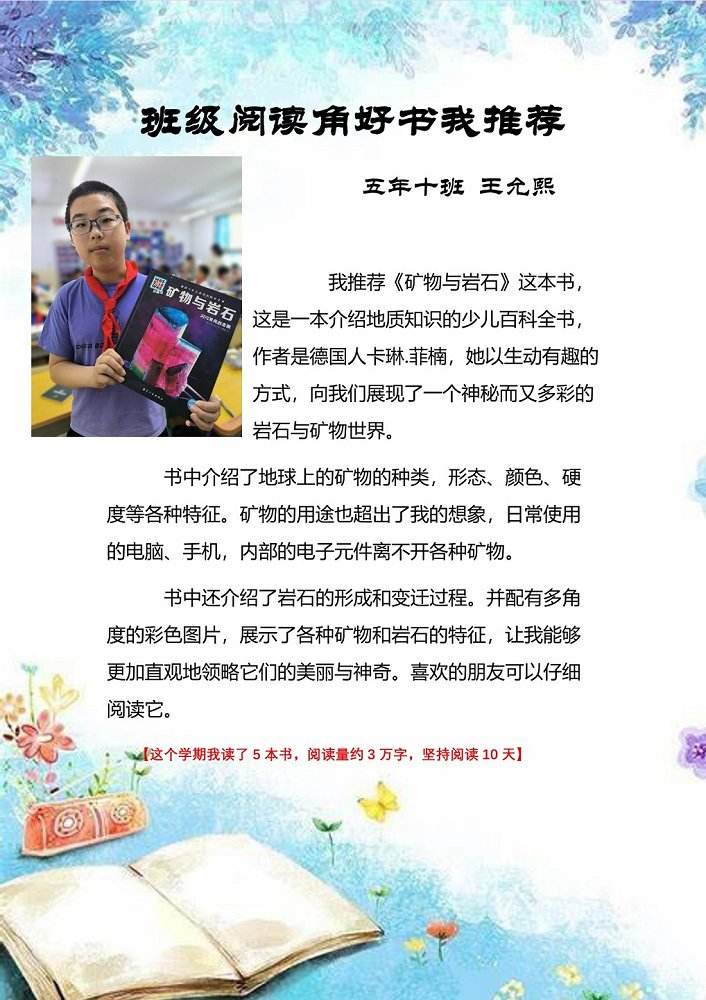 班级阅读角好书我推荐
五年十班 王允熙
矿物与岩石
我推荐《矿物与岩石》这本书，
这是一本介绍地质知识的少儿百科全书，
作者是德国人卡琳.菲楠，她以生动有趣的
方式，向我们展现了一个神秘而又多彩的
岩石与矿物世界。
书中介绍了地球上的矿物的种类，形态、颜色、硬
度等各种特征。矿物的用途也超出了我的想象，日常使用
的电脑、手机，内部的电子元件离不开各种矿物。
书中还介绍了岩石的形成和变迁过程。并配有多角
度的彩色图片，展示了各种矿物和岩石的特征，让我能够
更加直观地领略它们的美丽与神奇。喜欢的朋友可以仔细
阅读它。
【这个学期我读了 5 本书，阅读量约 3 万字，坚持阅读 10 天】